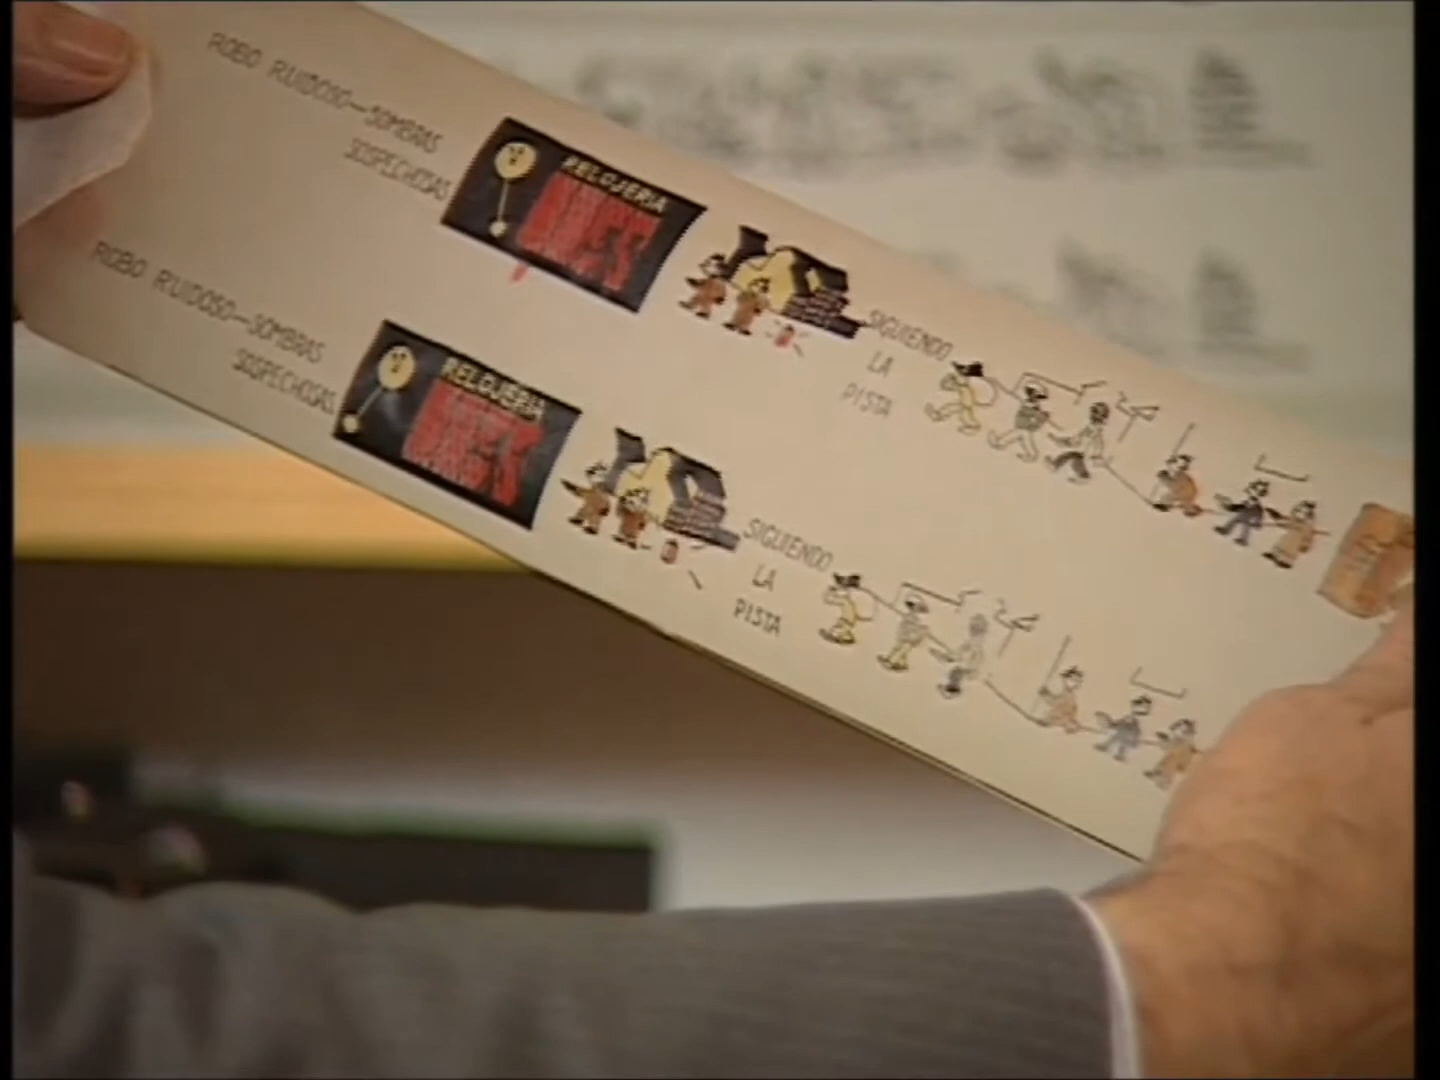 ROBO RUIDOSO—SOMBRAS
SOSPECHOSAS
RELOJERIA
SIGUIENDO
LA
PISTA
ROBO RUIDOSO—SOMBRAS
SOSPECHOSAS
RELOJERIA
SIGUIENDO
LA
PISTA